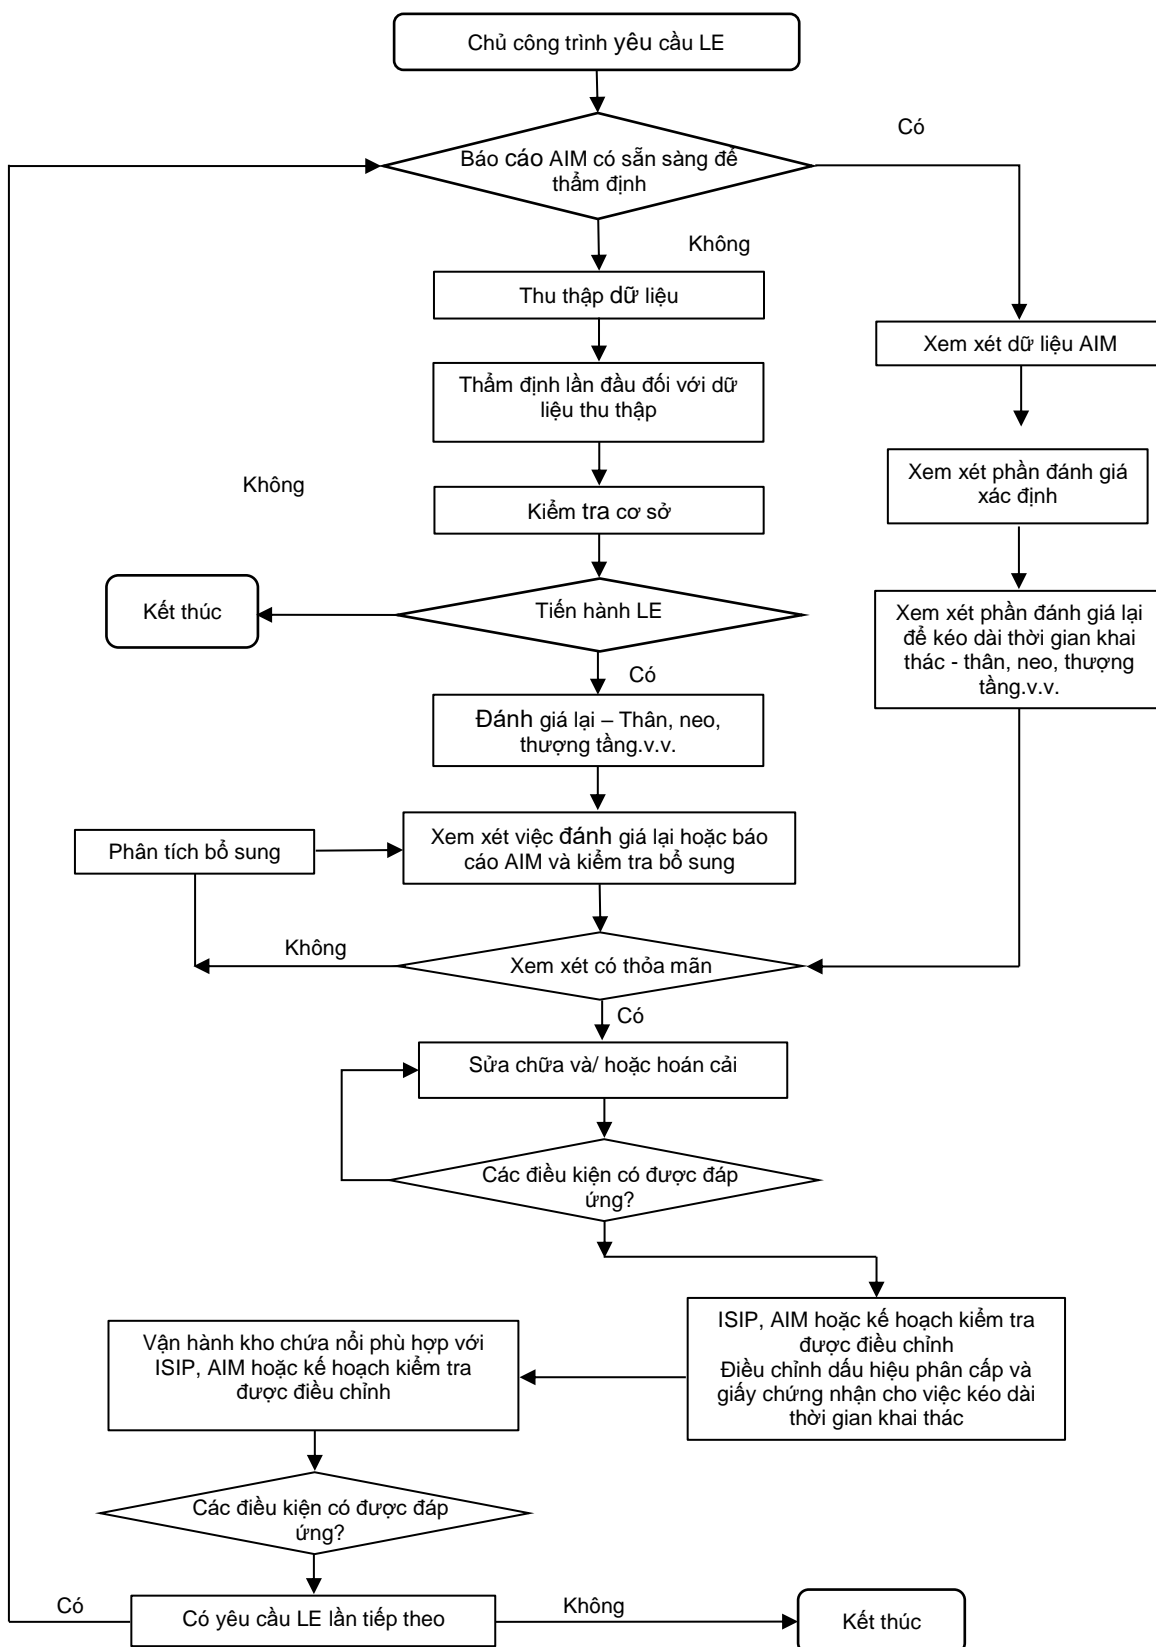 Chủ công trình yêu cầu LE
Có
Báo cáo AIM có sẵn sàng để
thẩm định
Không
Thu thập dữ liệu
Xem xét dữ liệu AIM
Thẩm định lần đầu đối với dữ
liệu thu thập
Xem xét phần đánh giá
xác định
Không
Kiểm tra cơ sở
Kết thúc
Tiến hành LE
Xem xét phần đánh giá lại
để kéo dài thời gian khai
thác - thân, neo, thượng
tầng.v.v.
Có
Đánh giá lại – Thân, neo,
thượng tầng.v.v.
Phân tích bổ sung
Xem xét việc đánh giá lại hoặc báo
cáo AIM và kiểm tra bổ sung
Không
Xem xét có thỏa mãn
Có
Sửa chữa và/ hoặc hoán cải
Các điều kiện có được đáp
ứng?
ISIP, AIM hoặc kế hoạch kiểm tra
được điều chỉnh
Điều chỉnh dấu hiệu phân cấp và
giấy chứng nhận cho việc kéo dài
thời gian khai thác
Vận hành kho chứa nổi phù hợp với
ISIP, AIM hoặc kế hoạch kiểm tra
được điều chỉnh
Các điều kiện có được đáp
ứng?
Có
Có yêu cầu LE lần tiếp theo
Không
Kết thúc